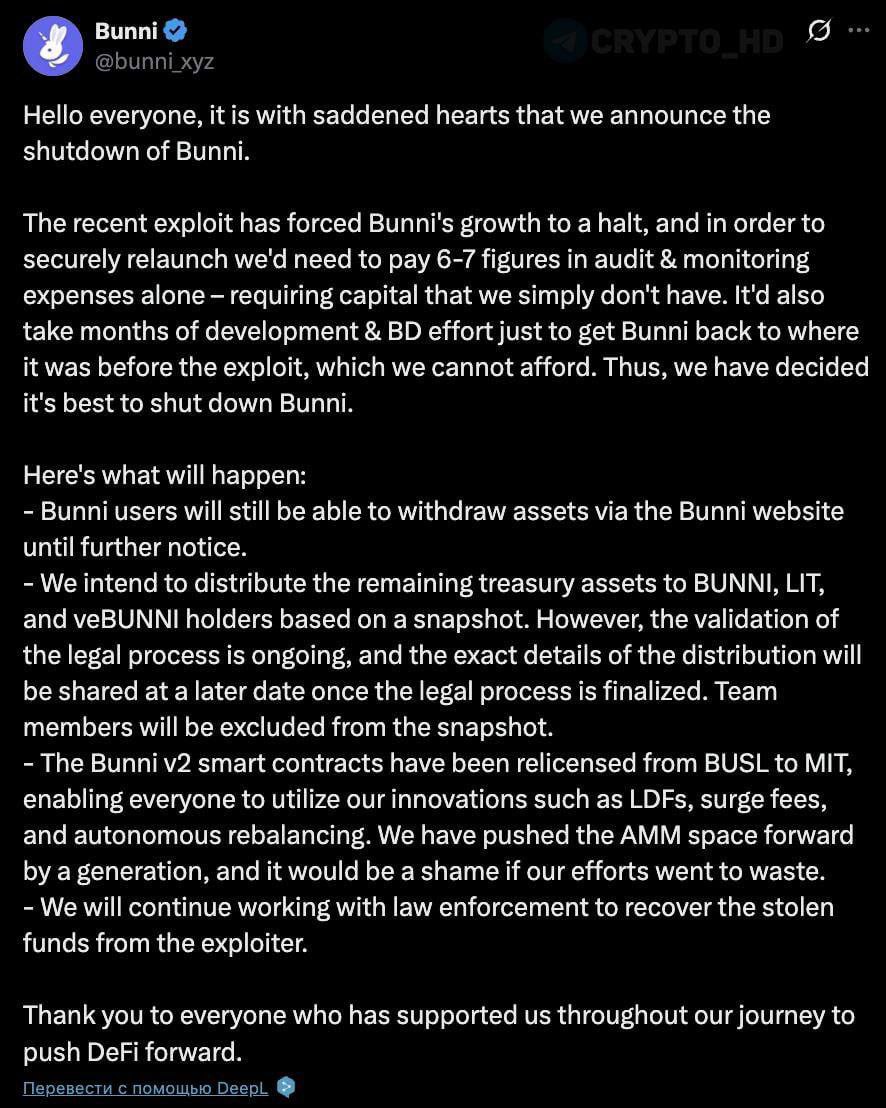 Bunni
@bunni_xyz
CRYPTO_HD
Hello everyone, it is with saddened hearts that we announce the
shutdown of Bunni.
The recent exploit has forced Bunni's growth to a halt, and in order to
securely relaunch we'd need to pay 6-7 figures in audit & monitoring
expenses alone – requiring capital that we simply don't have. It'd also
take months of development & BD effort just to get Bunni back to where
it was before the exploit, which we cannot afford. Thus, we have decided
it's best to shut down Bunni.
Here's what will happen:
- Bunni users will still be able to withdraw assets via the Bunni website
until further notice.
- We intend to distribute the remaining treasury assets to BUNNI, LIT,
and veBUNNI holders based on a snapshot. However, the validation of
the legal process is ongoing, and the exact details of the distribution will
be shared at a later date once the legal process is finalized. Team
members will be excluded from the snapshot.
- The Bunni v2 smart contracts have been relicensed from BUSL to MIT,
enabling everyone to utilize our innovations such as LDFs, surge fees,
and autonomous rebalancing. We have pushed the AMM space forward
by a generation, and it would be a shame if our efforts went to waste.
- We will continue working with law enforcement to recover the stolen
funds from the exploiter.
Thank you to everyone who has supported us throughout our journey to
push DeFi forward.
Перевести с помощью DeepL